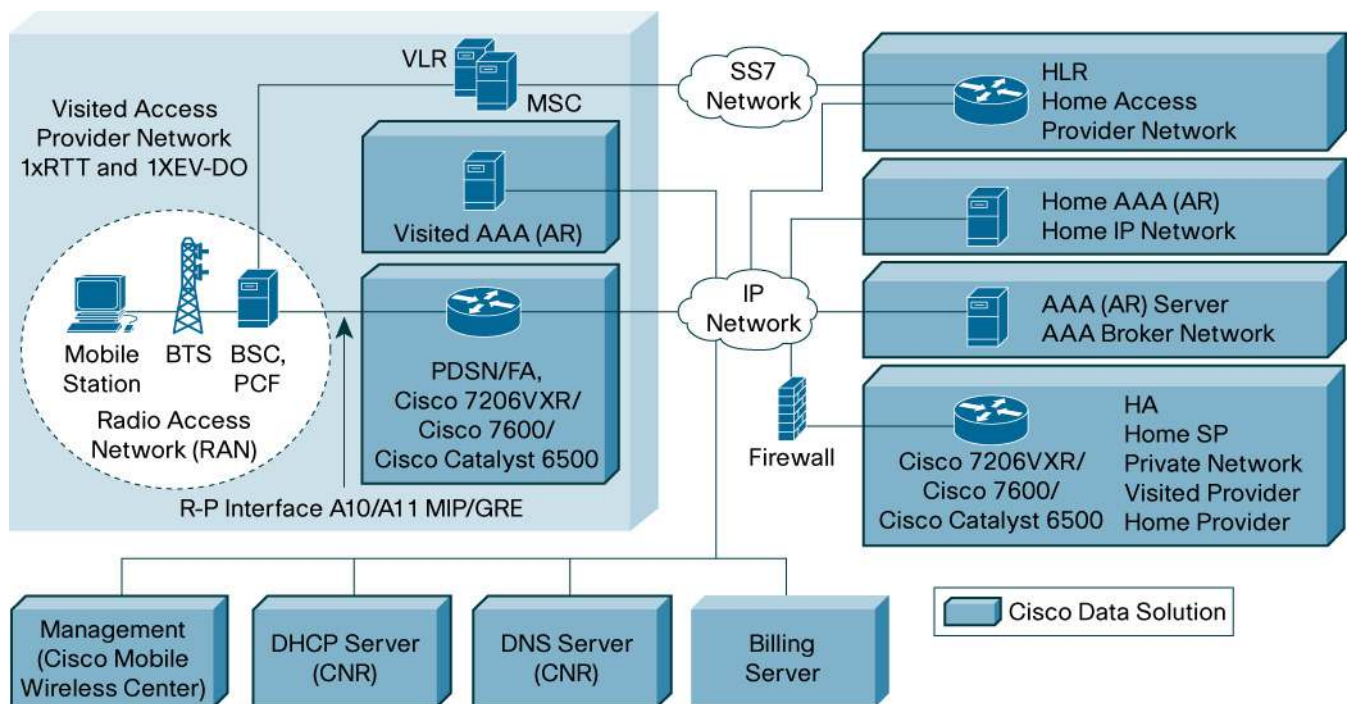 VLR
MSC
SS7
Network
HLR
Home Access
Provider Network
Visited Access
Provider Network
1xRTT and 1XEV-DO
Visited AAA (AR)
Home AAA (AR)
Home IP Network
Mobile
Station
BTS
BSC,
PCF
Radio Access
Network (RAN)
PDSN/FA,
Cisco 7206VXR/
Cisco 7600/
Cisco Catalyst 6500
IP
Network
AAA (AR) Server
AAA Broker Network
Firewall
Cisco 7206VXR/
Cisco 7600/
Cisco Catalyst 6500
HA
Home SP
Private Network
Visited Provider
Home Provider
R-P Interface A10/A11 MIP/GRE
Management
(Cisco Mobile
Wireless Center)
DHCP Server
(CNR)
DNS Server
(CNR)
Billing
Server
Cisco Data Solution